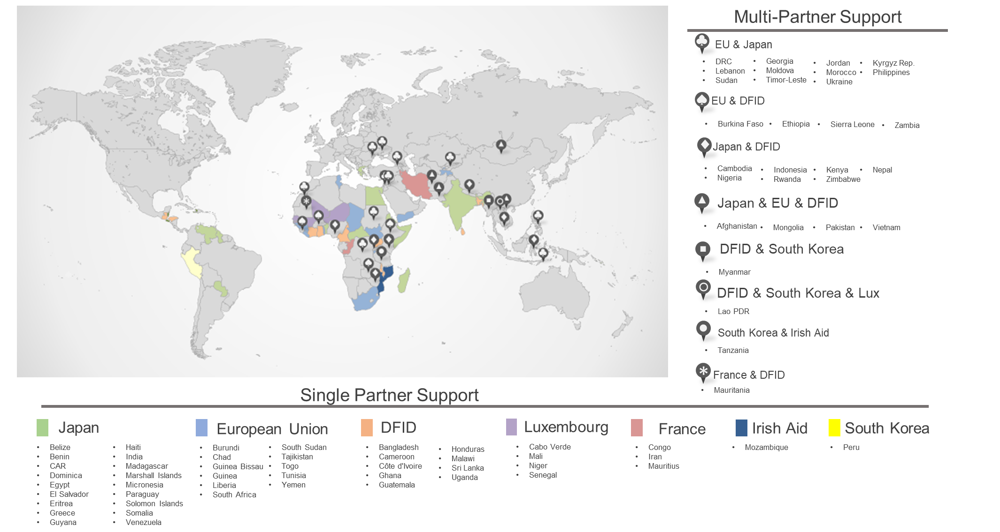 Multi-Partner Support
EU & Japan
• DRC
• Lebanon
• Sudan
• Georgia
• Moldova
• Timor-Leste
• Jordan
• Morocco
• Ukraine
• Kyrgyz Rep.
• Philippines
EU & DFID
• Burkina Faso
• Ethiopia
• Sierra Leone
• Zambia
Japan & DFID
• Cambodia
• Nigeria
• Indonesia
• Rwanda
• Kenya
• Zimbabwe
• Nepal
Japan & EU & DFID
• Afghanistan
• Mongolia
• Pakistan
• Vietnam
DFID & South Korea
• Myanmar
DFID & South Korea & Lux
• Lao PDR
South Korea & Irish Aid
• Tanzania
France & DFID
• Mauritania
Single Partner Support
Japan
• Belize
• Benin
• CAR
• Dominica
• Egypt
• El Salvador
• Eritrea
• Greece
• Guyana
• Haiti
• India
• Madagascar
• Marshall Islands
• Micronesia
• Paraguay
• Solomon Islands
• Somalia
• Venezuela
European Union
• Burundi
• Chad
• Guinea Bissau
• Guinea
• Liberia
• South Africa
• South Sudan
• Tajikistan
• Togo
• Tunisia
• Yemen
DFID
• Bangladesh
• Cameroon
• Côte d'Ivoire
• Ghana
• Guatemala
• Honduras
• Malawi
• Sri Lanka
• Uganda
Luxembourg
• Cabo Verde
• Mali
• Niger
• Senegal
France
• Congo
• Iran
• Mauritius
Irish Aid
• Mozambique
South Korea
• Peru